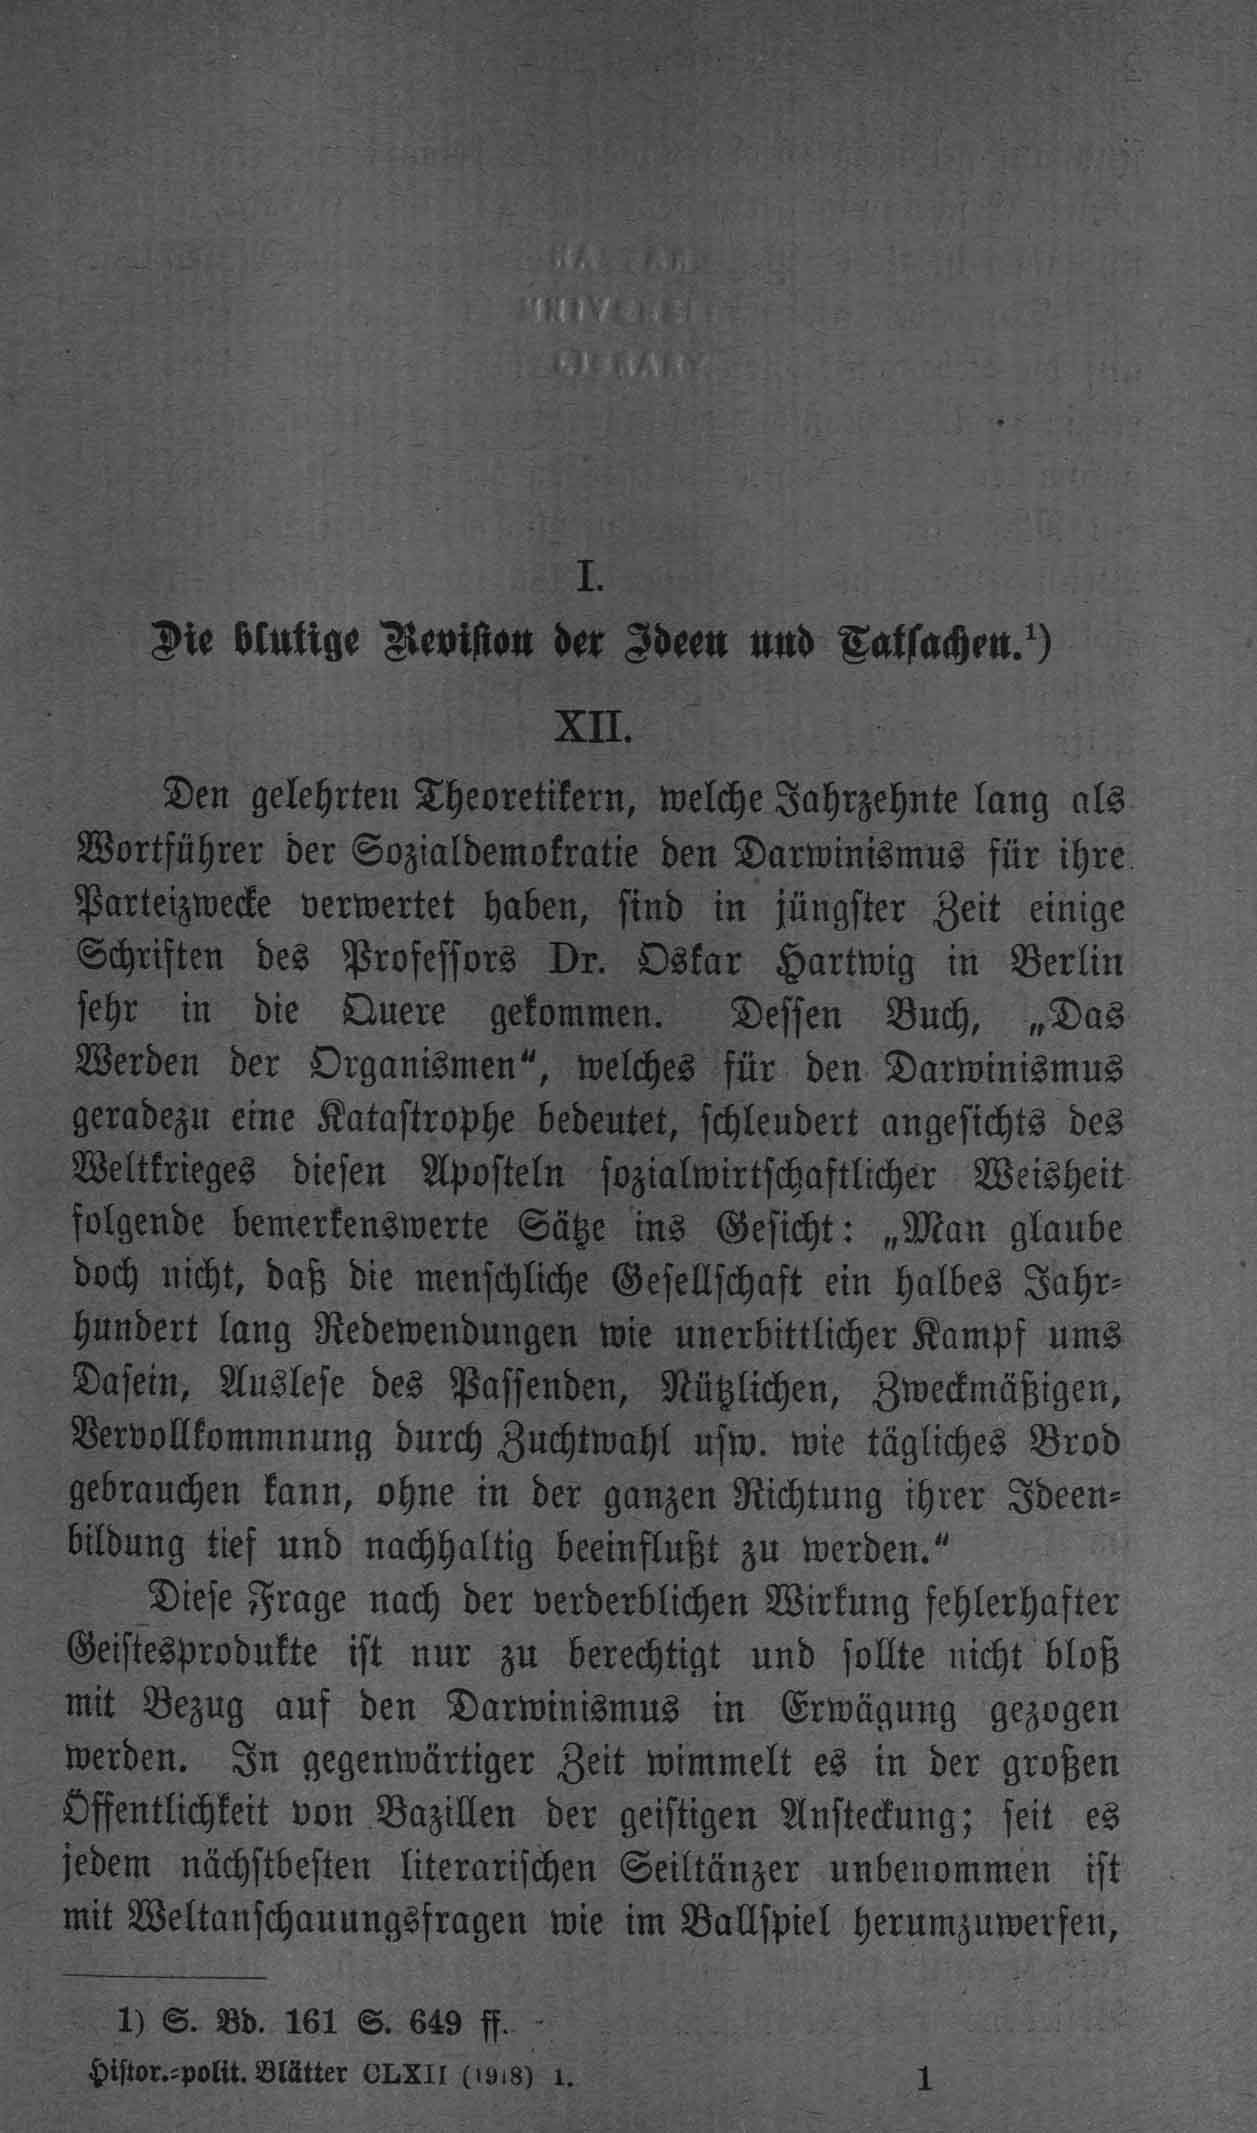 I.
Die blutige Revision der Ideen und Tatsachen.¹)
XII.
Den gelehrten Theoretikern, welche Jahrzehnte lang als
Wortführer der Sozialdemokratie den Darwinismus für ihre
Parteizwecke verwertet haben, sind in jüngster Zeit einige
Schriften des Professors Dr. Oskar Hartwig in Berlin
sehr in die Quere gekommen. Dessen Buch, „Das
Werden der Organismen“, welches für den Darwinismus
geradezu eine Katastrophe bedeutet, schleudert angesichts des
Weltkrieges diesen Aposteln sozialwirtschaftlicher Weisheit
folgende bemerkenswerte Sätze ins Gesicht: „Man glaube
doch nicht, daß die menschliche Gesellschaft ein halbes Jahr-
hundert lang Redewendungen wie unerbittlicher Kampf ums
Dasein, Auslese des Passenden, Nützlichen, Zweckmäßigen,
Vervollkommnung durch Zuchtwahl usw. wie tägliches Brod
gebrauchen kann, ohne in der ganzen Richtung ihrer Ideen-
bildung tief und nachhaltig beeinflußt zu werden.“
Diese Frage nach der verderblichen Wirkung fehlerhafter
Geistesprodukte ist nur zu berechtigt und sollte nicht bloß
mit Bezug auf den Darwinismus in Erwägung gezogen
werden. In gegenwärtiger Zeit wimmelt es in der großen
Öffentlichkeit von Bazillen der geistigen Ansteckung; seit es
jedem nächstbesten literarischen Seiltänzer unbenommen ist
mit Weltanschauungsfragen wie im Ballspiel herumzuwerfen,
1) S. Bd. 161 S. 649 ff.
Histor.-polit. Blätter CLXII (1918) 1. 1